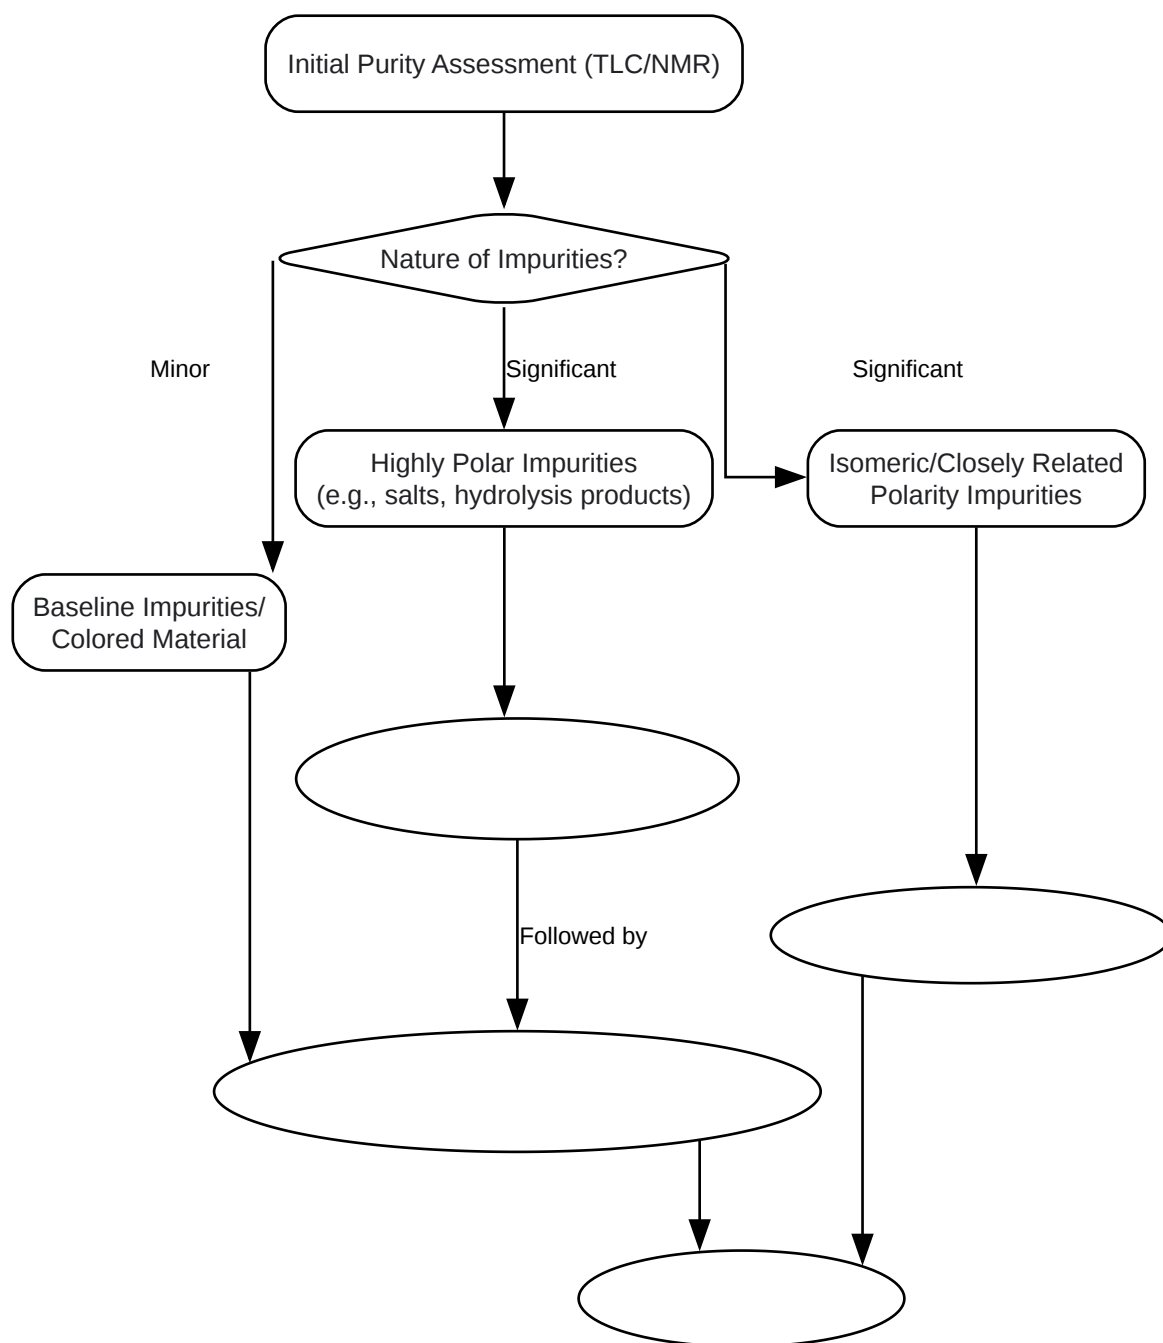 Initial Purity Assessment (TLC/NMR)
Nature of Impurities?
Minor
Significant
Significant
Highly Polar Impurities
(e.g., salts, hydrolysis products)
Isomeric/Closely Related
Polarity Impurities
Baseline Impurities/
Colored Material
Followed by